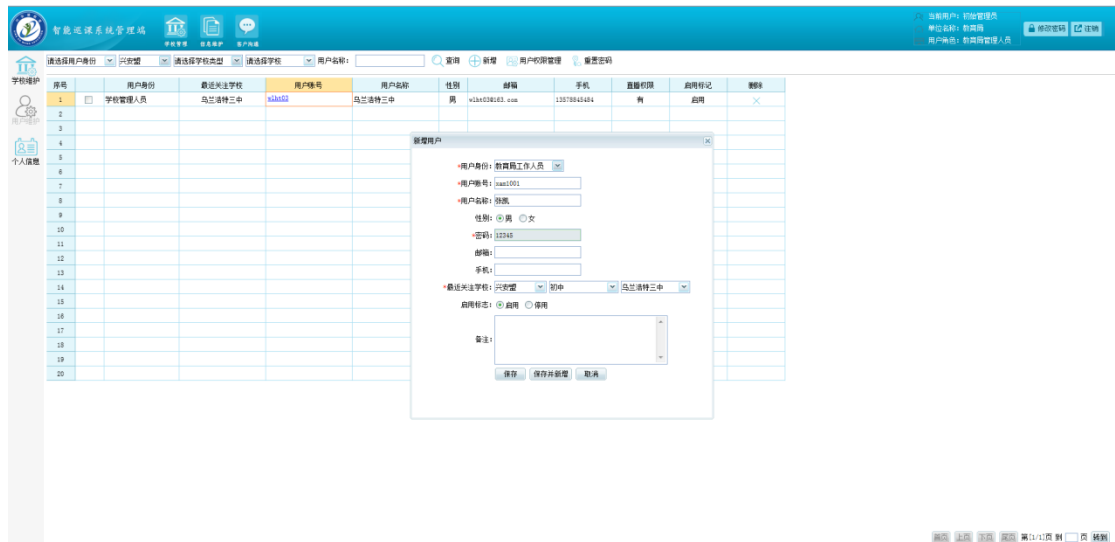 智能巡课系统管理端
学校管理 信息维护 客户沟通
当前用户：初始管理员
单位名称：教育局
用户角色：教育局管理人员
修改密码 注销
学校维护
用户维护
个人信息
请选择用户身份 兴安盟 请选择学校类型 请选择学校 用户名称： 查询 新增 用户权限管理 重置密码
序号 用户身份 最近关注学校 用户账号 用户名称 性别 邮箱 手机 直播权限 启用标记 删除
1 学校管理人员 乌兰浩特三中 wlht02 乌兰浩特三中 男 wlht03@163.com 13578845484 有 启用
2
3
4
5
6
7
8
9
10
11
12
13
14
15
16
17
18
19
20
新增用户
*用户身份：教育局工作人员
*用户账号：nam1001
*用户名称：张凯
性别：男 女
*密码：12345
邮箱：
手机：
*最近关注学校：兴安盟 初中 乌兰浩特三中
启用标志：启用 停用
备注：
保存 保存并新增 取消
首页 上页 下页 尾页 第[1/1]页 到 页 转到